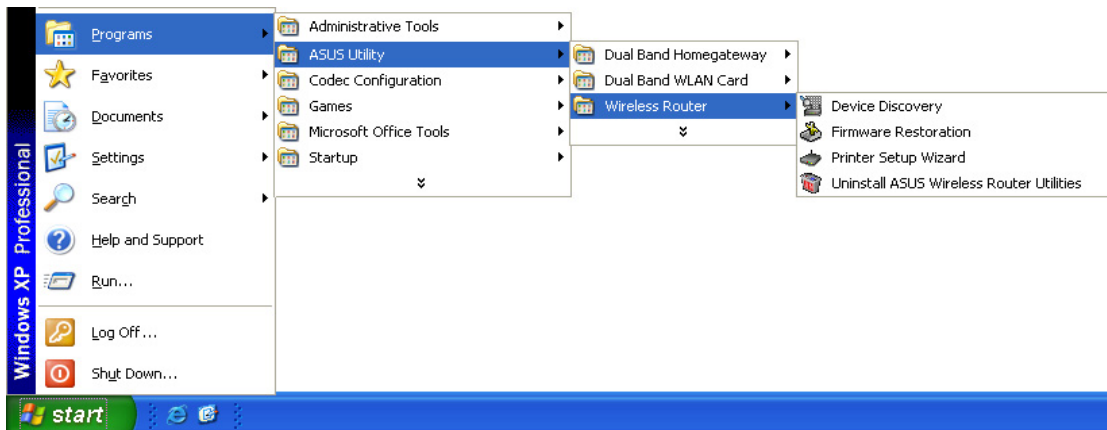 Programs
Favorites
Documents
Settings
Search
Help and Support
Run...
Log Off...
Shut Down...
Windows XP Professional
start
Administrative Tools
ASUS Utility
Codec Configuration
Games
Microsoft Office Tools
Startup
Dual Band Homegateway
Dual Band WLAN Card
Wireless Router
Device Discovery
Firmware Restoration
Printer Setup Wizard
Uninstall ASUS Wireless Router Utilities